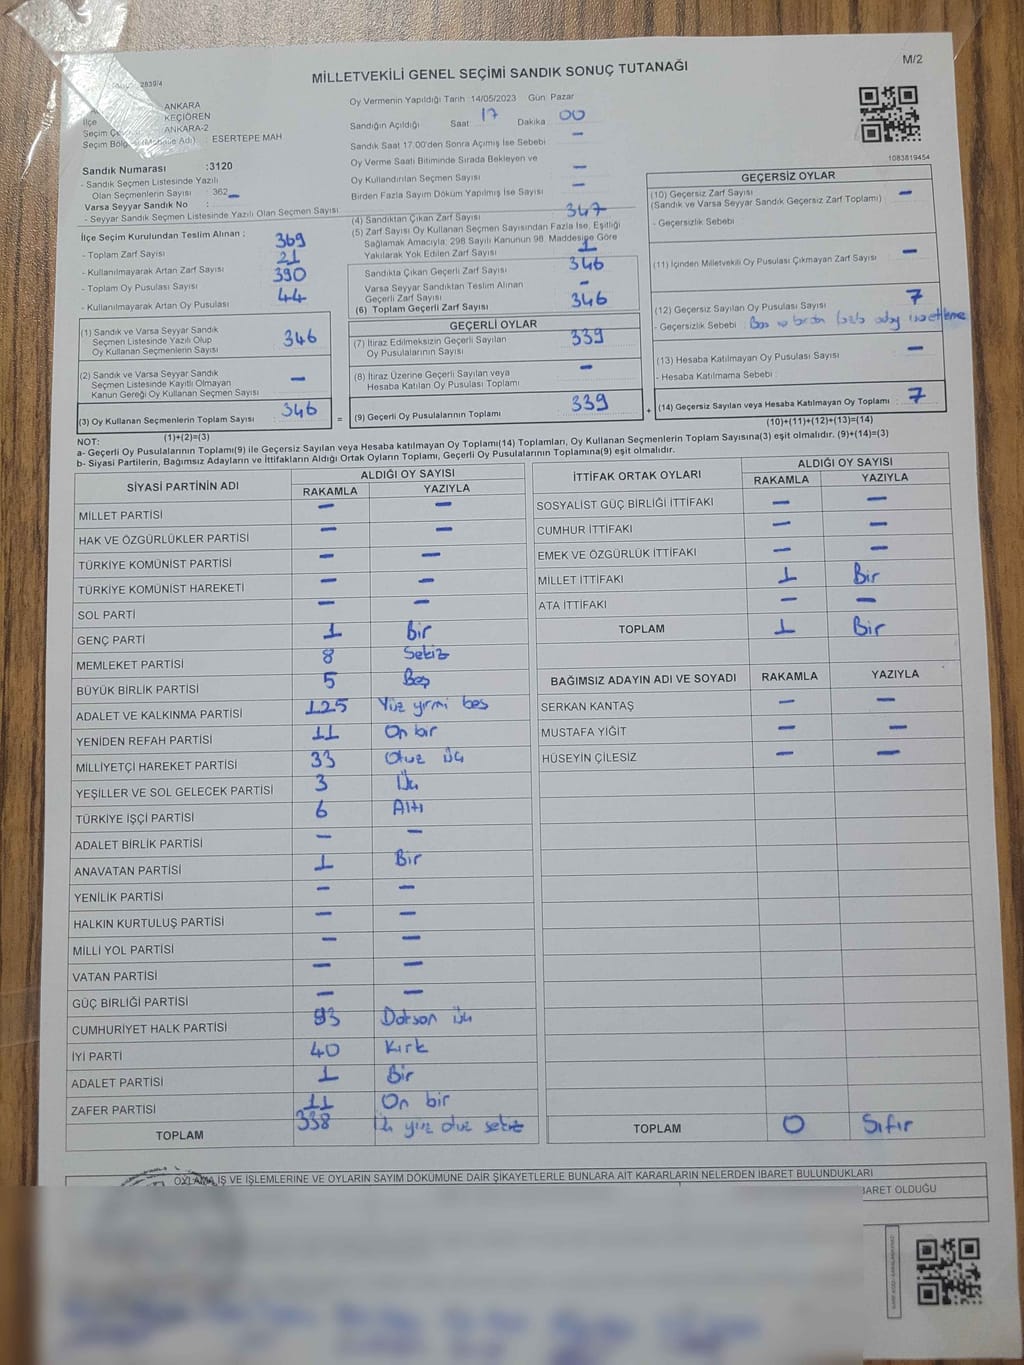 MİLLETVEKİLİ GENEL SEÇİMİ SANDIK SONUÇ TUTANAĞI
M/2
2839/4
ANKARA
İlçe KEÇİÖREN
Seçim ANKARA-2
Seçim ESERTEPE MAH
Oy Vermenin Yapıldığı Tarih :14/05/2023 Gün: Pazar
Sandığın Açıldığı Saat 17 Dakika 00
Sandık Saat 17.00'den Sonra Açımış İse Sebebi : –
Oy Verme Saati Bitiminde Sırada Bekleyen ve
Oy Kullandırılan Seçmen Sayısı –
Birden Fazla Sayım Döküm Yapılmış İse Sayısı –
1083819454
Sandık Numarası :3120
- Sandık Seçmen Listesinde Yazılı
Olan Seçmenlerin Sayısı : 362
Varsa Seyyar Sandık No : –
- Seyyar Sandık Seçmen Listesinde Yazılı Olan Seçmen Sayısı
İlçe Seçim Kurulundan Teslim Alınan ;
- Toplam Zarf Sayısı 369
- Kullanılmayarak Artan Zarf Sayısı 21
- Toplam Oy Pusulası Sayısı 390
- Kullanılmayarak Artan Oy Pusulası 44
(1) Sandık ve Varsa Seyyar Sandık
Seçmen Listesinde Yazılı Olup
Oy Kullanan Seçmenlerin Sayısı 346
(2) Sandık ve Varsa Seyyar Sandık
Seçmen Listesinde Kayıtlı Olmayan
Kanun Gereği Oy Kullanan Seçmen Sayısı –
(3) Oy Kullanan Seçmenlerin Toplam Sayısı 346
(1)+(2)=(3)
(4) Sandıktan Çıkan Zarf Sayısı 347
(5) Zarf Sayısı Oy Kullanan Seçmen Sayısından Fazla İse, Eşitliği
Sağlamak Amacıyla, 298 Sayılı Kanunun 98. Maddesine Göre
Yakılarak Yok Edilen Zarf Sayısı 1
Sandıkta Çıkan Geçerli Zarf Sayısı 346
Varsa Seyyar Sandıktan Teslim Alınan
Geçerli Zarf Sayısı –
(6) Toplam Geçerli Zarf Sayısı 346
GEÇERLİ OYLAR
(7) İtiraz Edilmeksizin Geçerli Sayılan
Oy Pusulalarının Sayısı 339
(8) İtiraz Üzerine Geçerli Sayılan veya
Hesaba Katılan Oy Pusulası Toplamı –
= (9) Geçerli Oy Pusulalarının Toplamı 339
GEÇERSİZ OYLAR
(10) Geçersiz Zarf Sayısı –
(Sandık ve Varsa Seyyar Sandık Geçersiz Zarf Toplamı)
- Geçersizlik Sebebi
(11) İçinden Milletvekili Oy Pusulası Çıkmayan Zarf Sayısı –
(12) Geçersiz Sayılan Oy Pusulası Sayısı 7
- Geçersizlik Sebebi : Boş ve birden fazla aday işaretleme
(13) Hesaba Katılmayan Oy Pusulası Sayısı –
- Hesaba Katılmama Sebebi :
+ (14) Geçersiz Sayılan veya Hesaba Katılmayan Oy Toplamı 7
(10)+(11)+(12)+(13)=(14)
NOT:
a- Geçerli Oy Pusulalarının Toplamı(9) ile Geçersiz Sayılan veya Hesaba katılmayan Oy Toplamı(14) Toplamları, Oy Kullanan Seçmenlerin Toplam Sayısına(3) eşit olmalıdır. (9)+(14)=(3)
b- Siyasi Partilerin, Bağımsız Adayların ve İttifakların Aldığı Ortak Oyların Toplamı, Geçerli Oy Pusulalarının Toplamına(9) eşit olmalıdır.
SİYASİ PARTİNİN ADI ALDIĞI OY SAYISI
RAKAMLA YAZIYLA
MİLLET PARTİSİ – –
HAK VE ÖZGÜRLÜKLER PARTİSİ – –
TÜRKİYE KOMÜNİST PARTİSİ – –
TÜRKİYE KOMÜNİST HAREKETİ – –
SOL PARTİ – –
GENÇ PARTİ 1 Bir
MEMLEKET PARTİSİ 8 Sekiz
BÜYÜK BİRLİK PARTİSİ 5 Beş
ADALET VE KALKINMA PARTİSİ 125 Yüz yirmi beş
YENİDEN REFAH PARTİSİ 11 On bir
MİLLİYETÇİ HAREKET PARTİSİ 33 Otuz üç
YEŞİLLER VE SOL GELECEK PARTİSİ 3 Üç
TÜRKİYE İŞÇİ PARTİSİ 6 Altı
ADALET BİRLİK PARTİSİ – –
ANAVATAN PARTİSİ 1 Bir
YENİLİK PARTİSİ – –
HALKIN KURTULUŞ PARTİSİ – –
MİLLİ YOL PARTİSİ – –
VATAN PARTİSİ – –
GÜÇ BİRLİĞİ PARTİSİ – –
CUMHURİYET HALK PARTİSİ 93 Doksan üç
İYİ PARTİ 40 Kırk
ADALET PARTİSİ 1 Bir
ZAFER PARTİSİ 11 On bir
TOPLAM 338 yüz otuz sekiz
İTTİFAK ORTAK OYLARI ALDIĞI OY SAYISI
RAKAMLA YAZIYLA
SOSYALİST GÜÇ BİRLİĞİ İTTİFAKI – –
CUMHUR İTTİFAKI – –
EMEK VE ÖZGÜRLÜK İTTİFAKI – –
MİLLET İTTİFAKI 1 Bir
ATA İTTİFAKI – –
TOPLAM 1 Bir
BAĞIMSIZ ADAYIN ADI VE SOYADI RAKAMLA YAZIYLA
SERKAN KANTAŞ – –
MUSTAFA YİĞİT – –
HÜSEYİN ÇİLESİZ – –
TOPLAM 0 Sıfır
OYLAMA İŞ VE İŞLEMLERİNE VE OYLARIN SAYIM DÖKÜMÜNE DAİR ŞİKAYETLERLE BUNLARA AİT KARARLARIN NELERDEN İBARET BULUNDUKLARI
BARET OLDUĞU